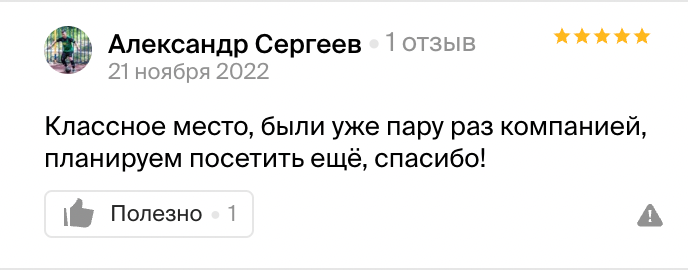 Александр Сергеев • 1 отзыв
21 ноября 2022
Классное место, были уже пару раз компанией,
планируем посетить ещё, спасибо!
Полезно • 1